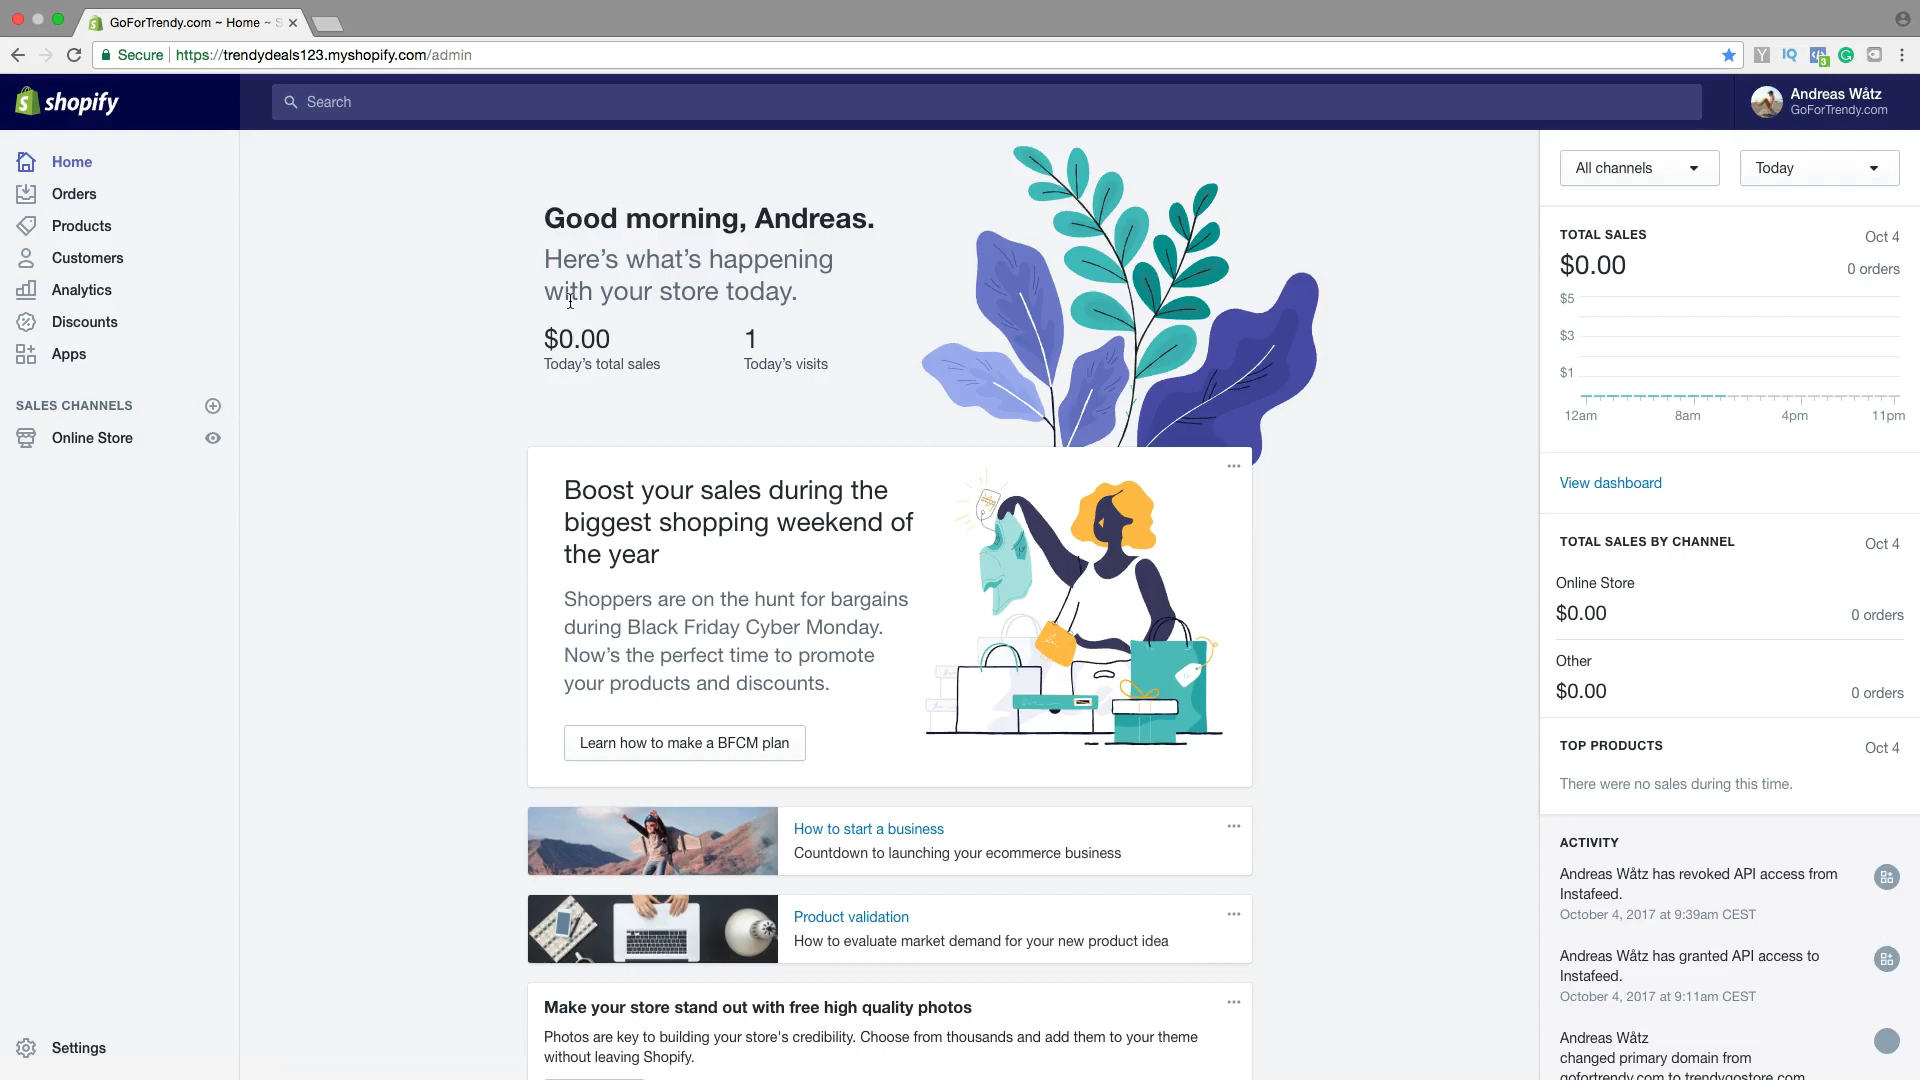 GoForTrendy.com ~ Home ~ S
Secure
https://trendydeals123.myshopify.com/admin
IQ
3
shopify
Search
Andreas Wåtz
GoForTrendy.com
Home
Orders
Products
Customers
Analytics
Discounts
Apps
SALES CHANNELS
Online Store
Settings
Good morning, Andreas.
Here's what's happening
with your store today.
$0.00
Today's total sales
1
Today's visits
Boost your sales during the
biggest shopping weekend of
the year
Shoppers are on the hunt for bargains
during Black Friday Cyber Monday.
Now's the perfect time to promote
your products and discounts.
Learn how to make a BFCM plan
How to start a business
Countdown to launching your ecommerce business
Product validation
How to evaluate market demand for your new product idea
Make your store stand out with free high quality photos
Photos are key to building your store's credibility. Choose from thousands and add them to your theme
without leaving Shopify.
All channels
Today
TOTAL SALES
Oct 4
$0.00
0 orders
$5
$3
$1
12am
8am
4pm
11pm
View dashboard
TOTAL SALES BY CHANNEL
Oct 4
Online Store
$0.00
0 orders
Other
$0.00
0 orders
TOP PRODUCTS
Oct 4
There were no sales during this time.
ACTIVITY
Andreas Wåtz has revoked API access from
Instafeed.
October 4, 2017 at 9:39am CEST
Andreas Wåtz has granted API access to
Instafeed.
October 4, 2017 at 9:11am CEST
Andreas Wåtz
changed primary domain from
gofortrendy.com to trendygostore.com